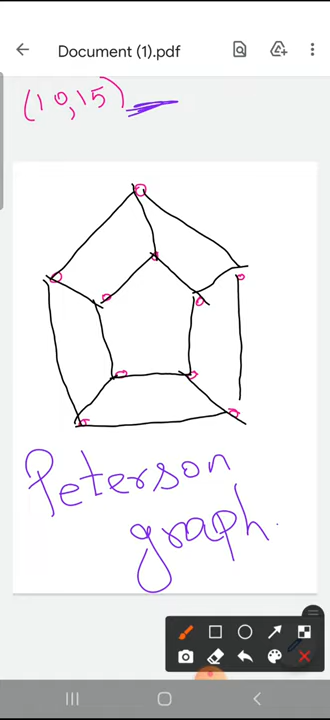 Document (1).pdf
(10,15)
Peterson
graph.